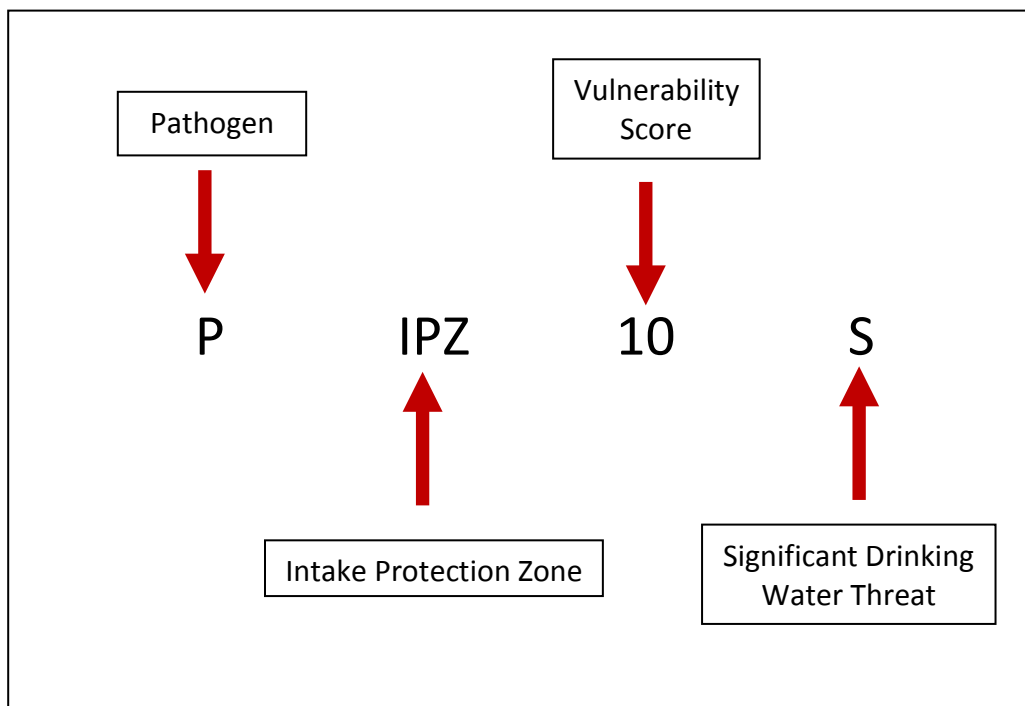 Pathogen
Vulnerability
Score
P IPZ 10 S
Intake Protection Zone
Significant Drinking
Water Threat